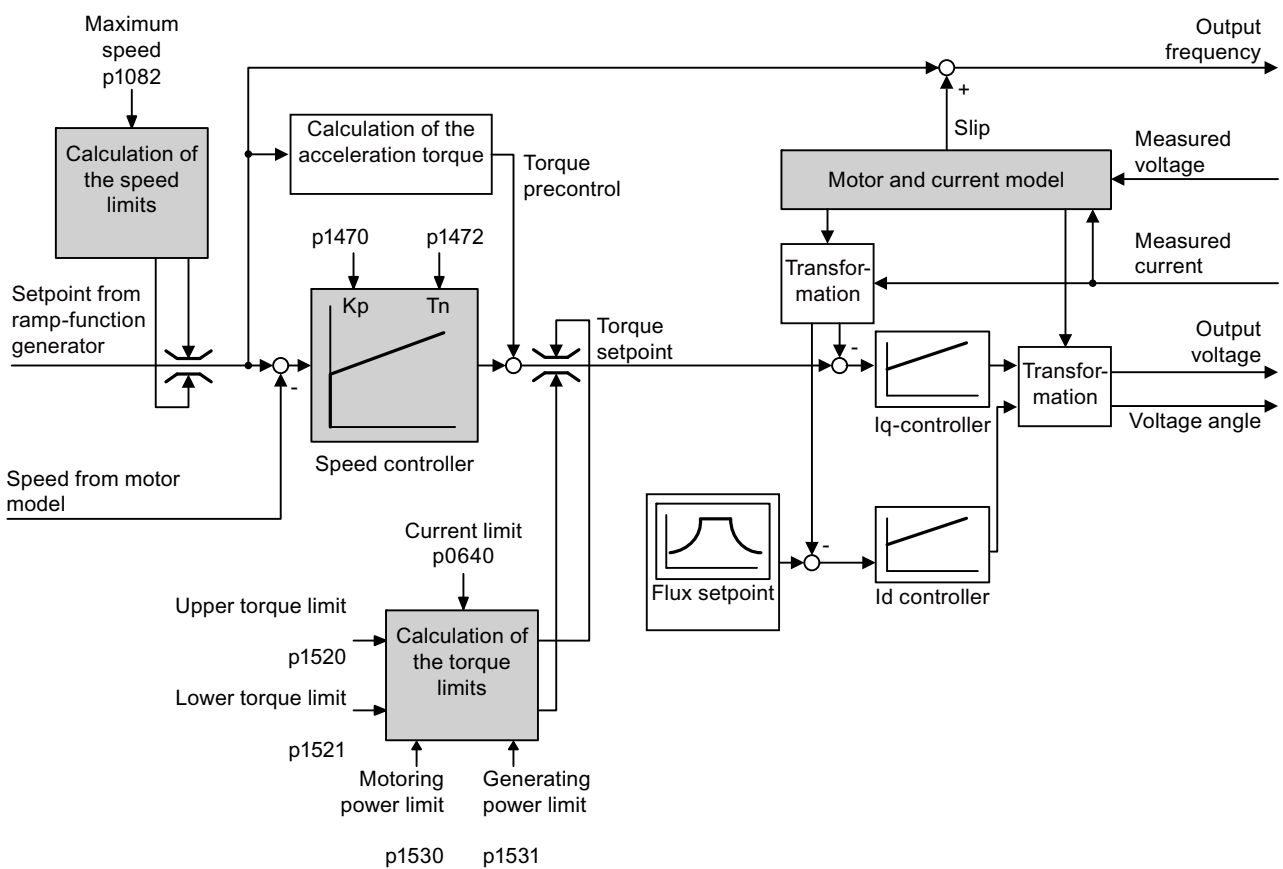 Maximum
speed
p1082
Output
frequency
+
Slip
Calculation of the
acceleration torque
Calculation of
the speed
limits
Torque
precontrol
Motor and current model
Measured
voltage
p1470
p1472
Measured
current
Transfor-
mation
Setpoint from
ramp-function
generator
Kp
Tn
Torque
setpoint
Output
voltage
-
-
Transfor-
mation
Iq-controller
Voltage angle
Speed controller
Speed from motor
model
Current limit
p0640
-
Flux setpoint
Id controller
Upper torque limit
p1520
Calculation of
the torque
limits
Lower torque limit
p1521
Motoring
power limit
p1530
Generating
power limit
p1531